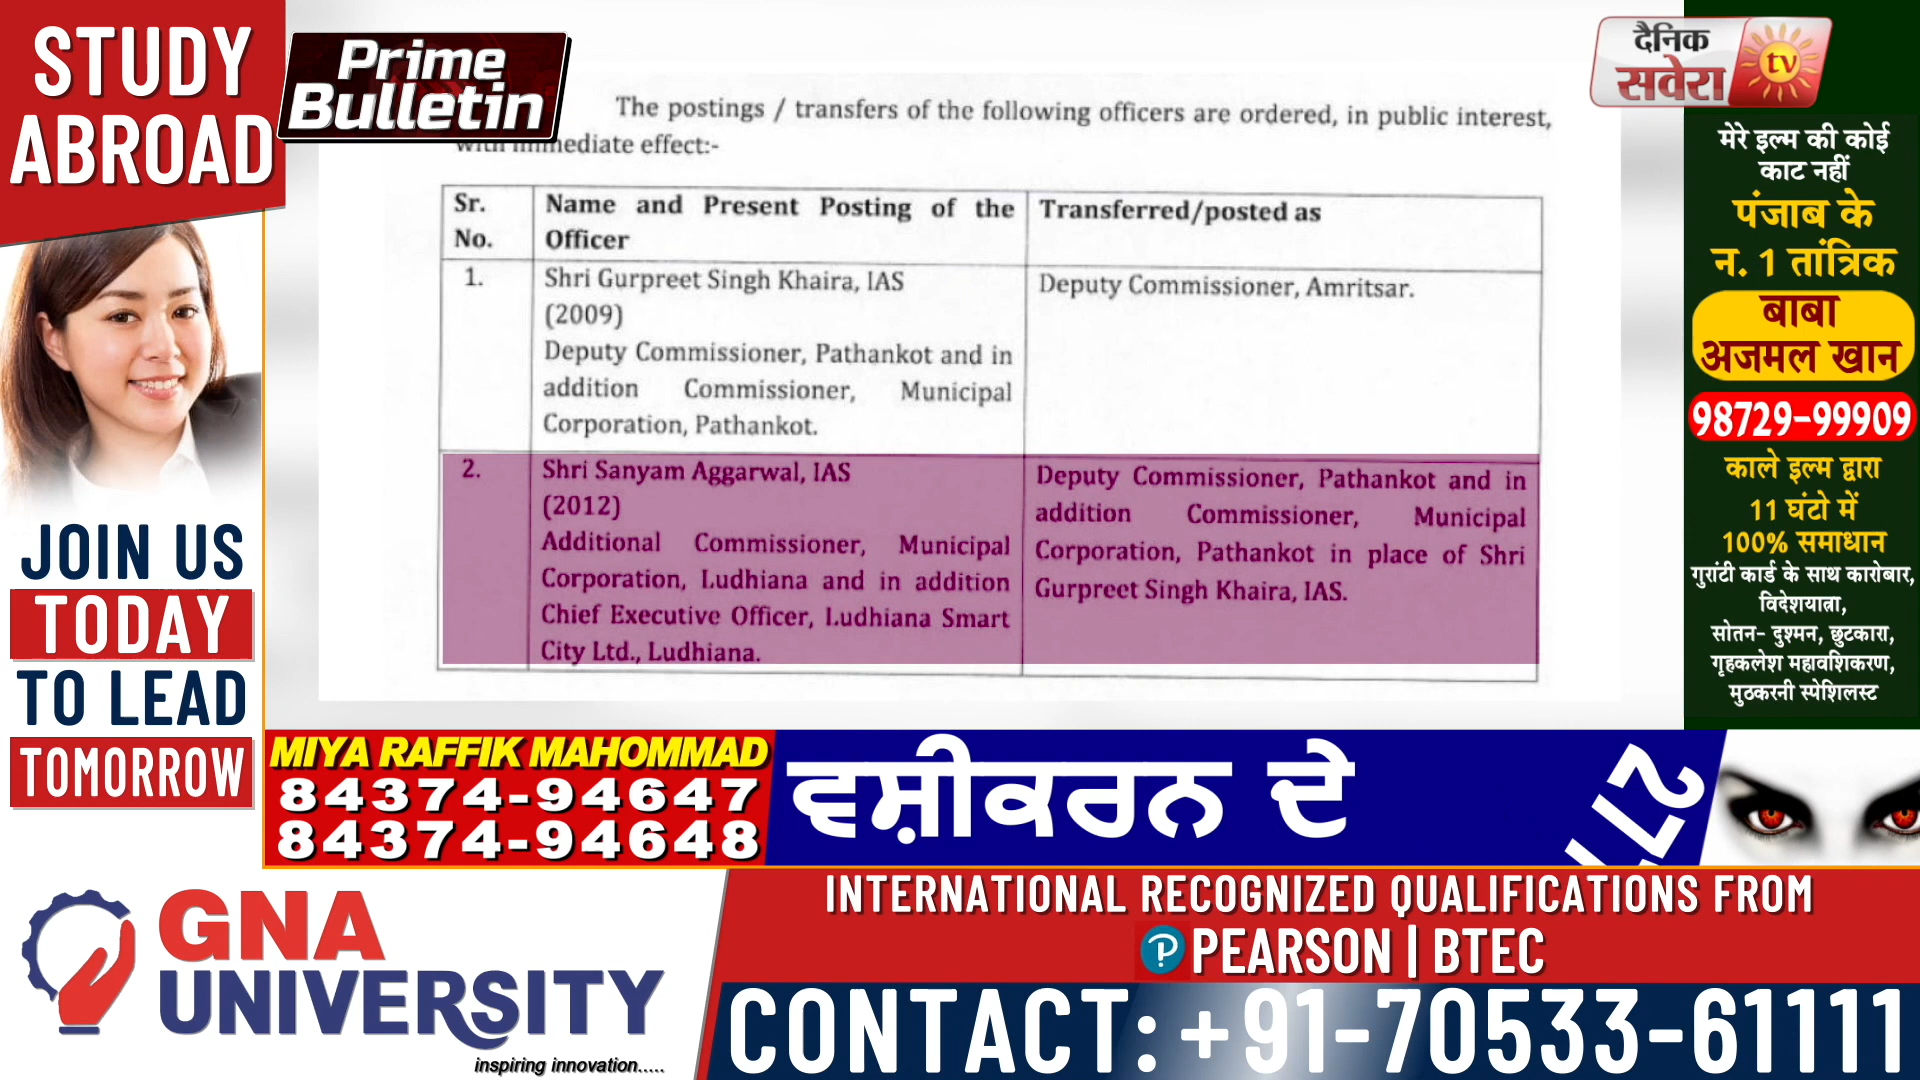 STUDY
ABROAD
Prime
Bulletin
दैनिक
सवेरा
tv
The postings / transfers of the following officers are ordered, in public interest,
with immediate effect:-
Sr. No.
Name and Present Posting of the Officer
Transferred/posted as
1.
Shri Gurpreet Singh Khaira, IAS
(2009)
Deputy Commissioner, Pathankot and in
addition Commissioner, Municipal
Corporation, Pathankot.
Deputy Commissioner, Amritsar.
2.
Shri Sanyam Aggarwal, IAS
(2012)
Additional Commissioner, Municipal
Corporation, Ludhiana and in addition
Chief Executive Officer, Ludhiana Smart
City Ltd., Ludhiana.
Deputy Commissioner, Pathankot and in
addition Commissioner, Municipal
Corporation, Pathankot in place of Shri
Gurpreet Singh Khaira, IAS.
मेरे इल्म की कोई
काट नहीं
पंजाब के
न. 1 तांत्रिक
बाबा
अजमल खान
98729-99909
काले इल्म द्वारा
11 घंटो में
100% समाधान
गुरांटी कार्ड के साथ कारोबार,
विदेशयात्रा,
सोतन- दुश्मन, छुटकारा,
गृहकलेश महावशिकरण,
मुठकरनी स्पेशिलस्ट
JOIN US
TODAY
TO LEAD
TOMORROW
MIYA RAFFIK MAHOMMAD
84374-94647
84374-94648
ਵਸ਼ੀਕਰਨ ਦੇ
GNA
UNIVERSITY
inspiring innovation.....
INTERNATIONAL RECOGNIZED QUALIFICATIONS FROM
PEARSON | BTEC
CONTACT: +91-70533-61111